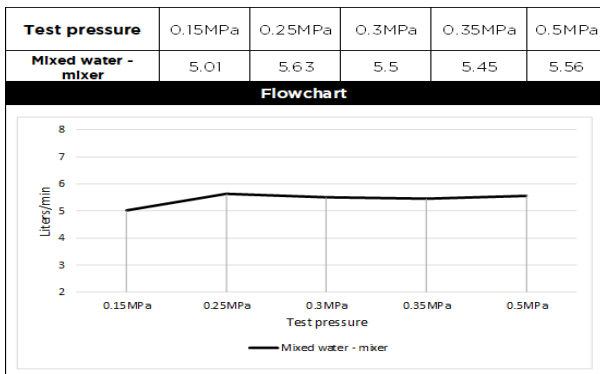 Test pressure 0.15MPa 0.25MPa 0.3MPa 0.35MPa 0.5MPa
Mixed water -
mixer 5.01 5.63 5.5 5.45 5.56
Flowchart
8
7
6
5
4
3
2
Liters/min
0.15MPa 0.25MPa 0.3MPa 0.35MPa 0.5MPa
Test pressure
Mixed water - mixer